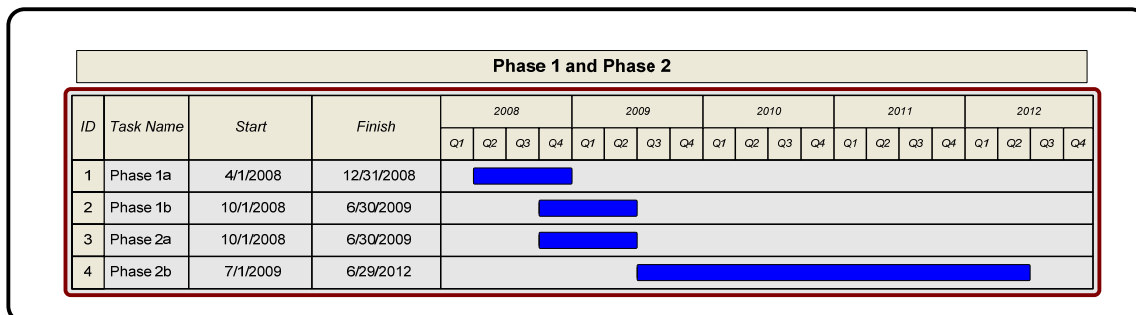 Phase 1 and Phase 2
ID Task Name Start Finish 2008 2009 2010 2011 2012
Q1 Q2 Q3 Q4 Q1 Q2 Q3 Q4 Q1 Q2 Q3 Q4 Q1 Q2 Q3 Q4 Q1 Q2 Q3 Q4
1 Phase 1a 4/1/2008 12/31/2008
2 Phase 1b 10/1/2008 6/30/2009
3 Phase 2a 10/1/2008 6/30/2009
4 Phase 2b 7/1/2009 6/29/2012